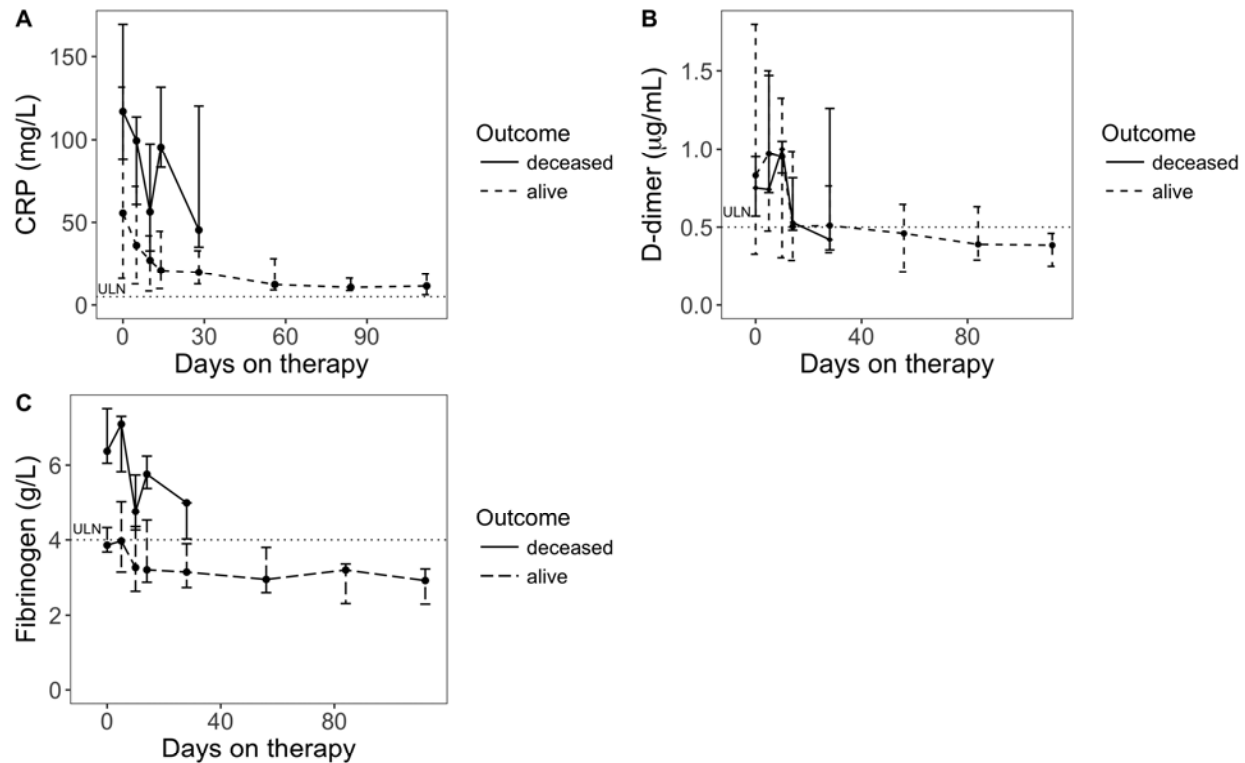 A
CRP (mg/L)
150
100
50
0
ULN
0 30 60 90
Days on therapy
Outcome
deceased
alive
B
D-dimer (μg/mL)
1.5
1.0
0.5
0.0
ULN
0 40 80
Days on therapy
Outcome
deceased
alive
C
Fibrinogen (g/L)
6
4
2
0
ULN
0 40 80
Days on therapy
Outcome
deceased
alive